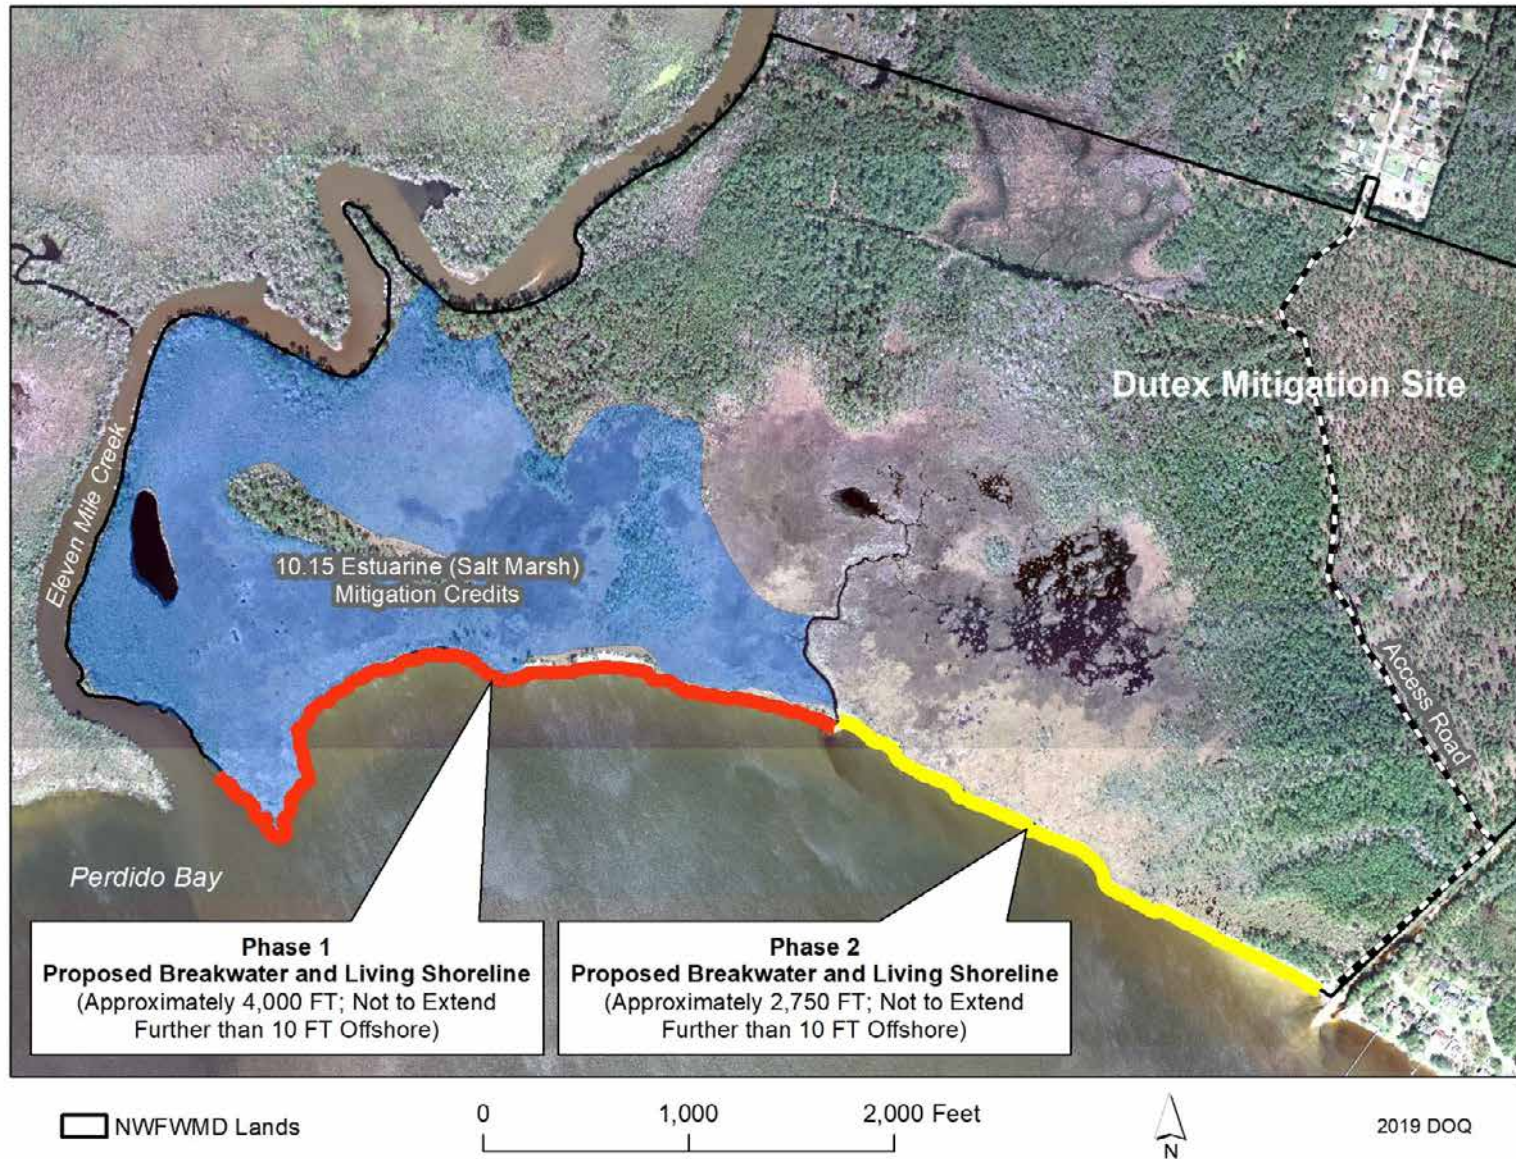 Dutex Mitigation Site
Eleven Mile Creek
10.15 Estuarine (Salt Marsh)
Mitigation Credits
Access Road
Perdido Bay
Phase 1
Proposed Breakwater and Living Shoreline
(Approximately 4,000 FT; Not to Extend
Further than 10 FT Offshore)
Phase 2
Proposed Breakwater and Living Shoreline
(Approximately 2,750 FT; Not to Extend
Further than 10 FT Offshore)
NWFWMD Lands
0 1,000 2,000 Feet
N
2019 DOQ